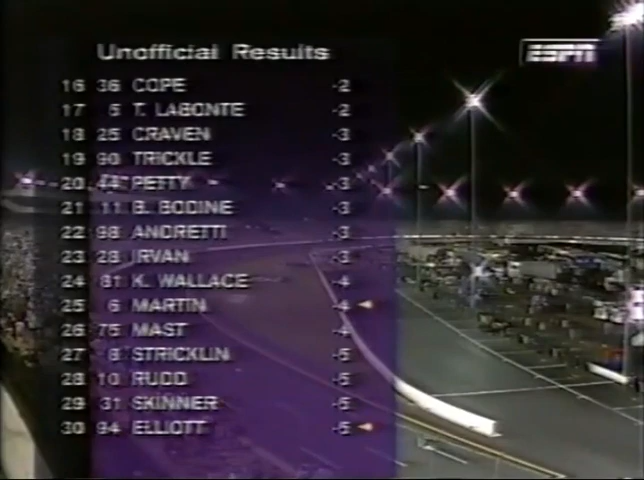 Unofficial Results
ESPN
16 36 COPE -2
17 5 T. LABONTE -2
18 25 CRAVEN -3
19 90 TRICKLE -3
20 44 PETTY -3
21 11 B. BODINE -3
22 98 ANDRETTI -3
23 28 IRVAN -3
24 81 K. WALLACE -4
25 6 MARTIN -4
26 75 MAST -4
27 8 STRICKLIN -5
28 10 RUDD -5
29 31 SKINNER -5
30 94 ELLIOTT -5